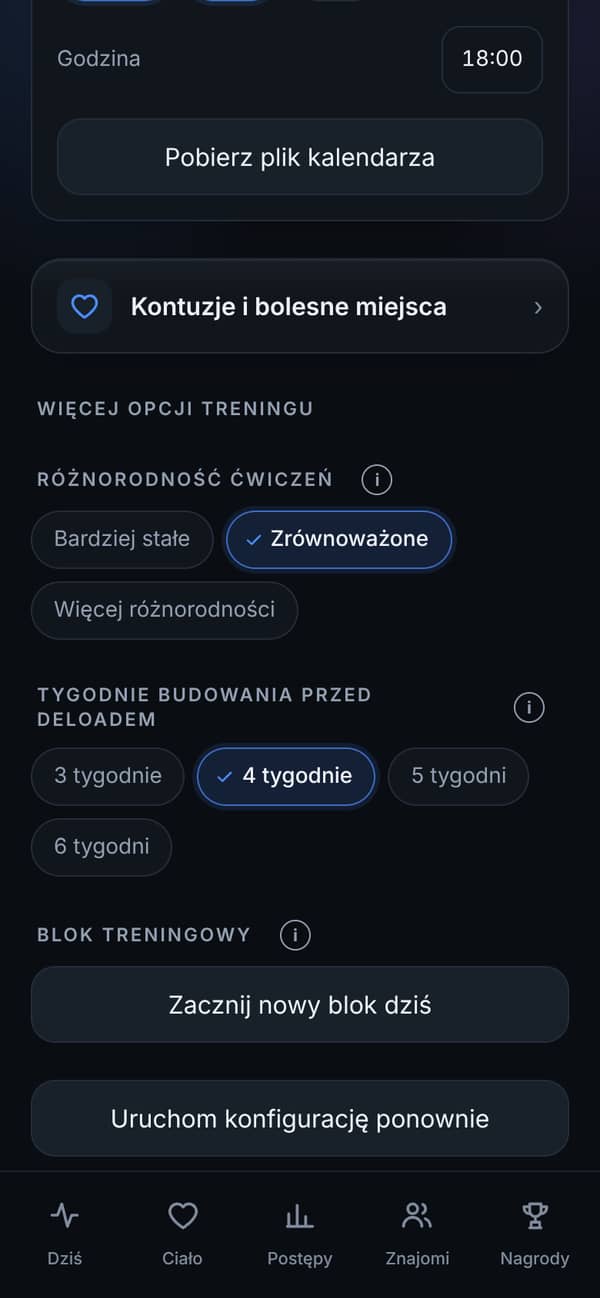 Godzina
18:00
Pobierz plik kalendarza
Kontuzje i bolesne miejsca
WIĘCEJ OPCJI TRENINGU
RÓŻNORODNOŚĆ ĆWICZEŃ i
Bardziej stałe
Zrównoważone
Więcej różnorodności
TYGODNIE BUDOWANIA PRZED
DELOADEM
i
3 tygodnie
4 tygodnie
5 tygodni
6 tygodni
BLOK TRENINGOWY i
Zacznij nowy blok dziś
Uruchom konfigurację ponownie
Dziś
Ciało
Postępy
Znajomi
Nagrody